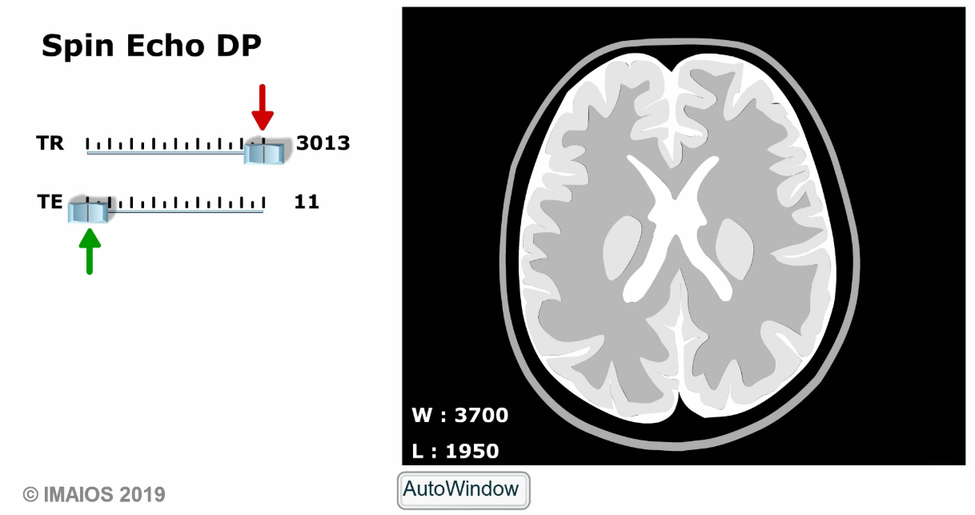 Spin Echo DP
TR 3013
TE 11
W : 3700
L : 1950
© IMAIOS 2019
AutoWindow